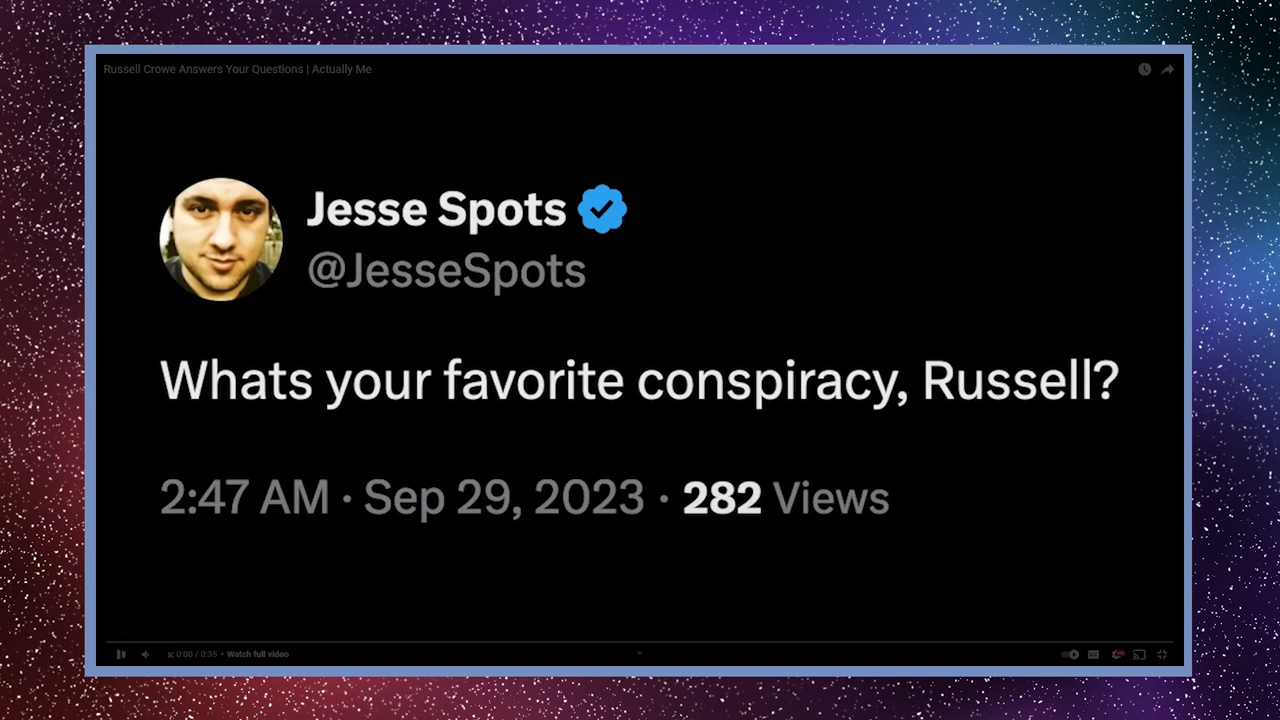 Russell Crowe Answers Your Questions | Actually Me
Jesse Spots
@JesseSpots
Whats your favorite conspiracy, Russell?
2:47 AM · Sep 29, 2023 · 282 Views
0:00 / 0:35 • Watch full video